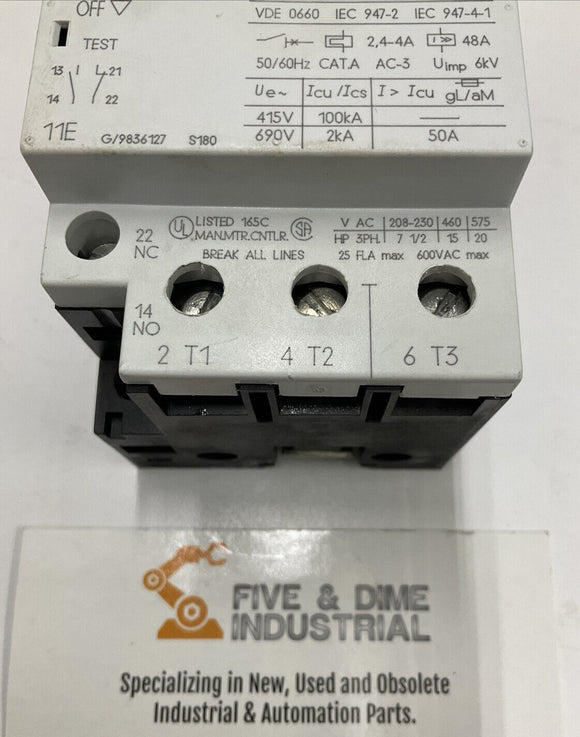 OFF
VDE 0660 IEC 947-2 IEC 947-4-1
TEST
2,4-4A I> 48A
50/60Hz CAT.A AC-3 Uimp 6kV
13 21
14 22
Ue~ Icu /Ics I > Icu gL/aM
415V 100kA
690V 2kA 50A
11E G/9836127 S180
22
NC
UL LISTED 165C
MAN.MTR.CNTLR. SA
BREAK ALL LINES
V AC 208-230 460 575
HP 3PH. 7 1/2 15 20
25 FLA max 600VAC max
14
NO
2 T1 4 T2 6 T3
FIVE & DIME
INDUSTRIAL
Specializing in New, Used and Obsolete
Industrial & Automation Parts.